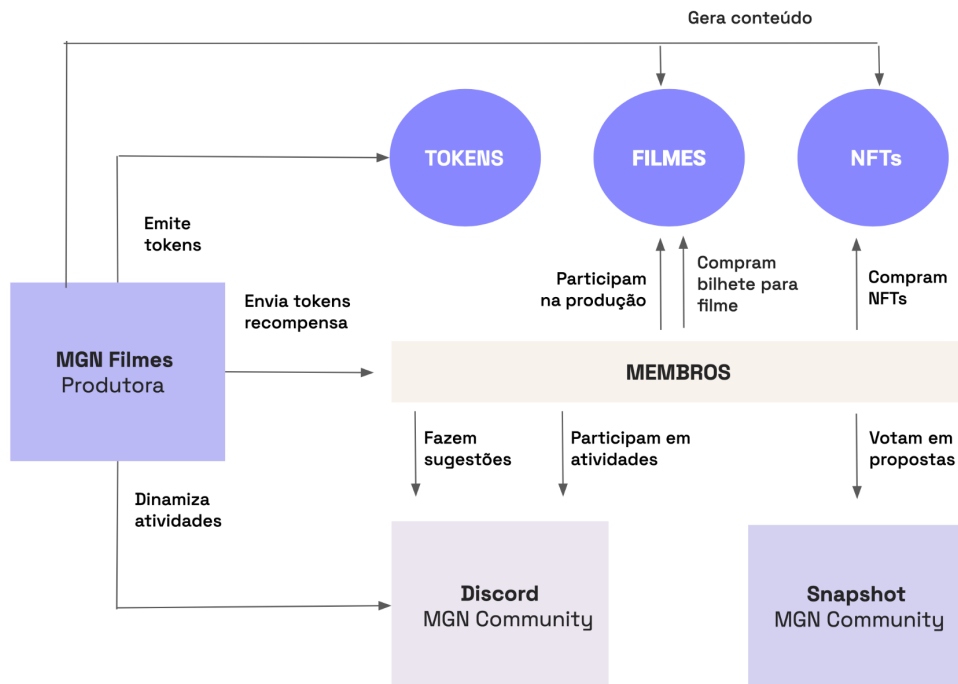 Gera conteúdo
TOKENS
FILMES
NFTs
Emite
tokens
Envia tokens
recompensa
Participam
na produção
Compram
bilhete para
filme
Compram
NFTs
MGN Filmes
Produtora
MEMBROS
Fazem
sugestões
Participam em
atividades
Votam em
propostas
Dinamiza
atividades
Discord
MGN Community
Snapshot
MGN Community